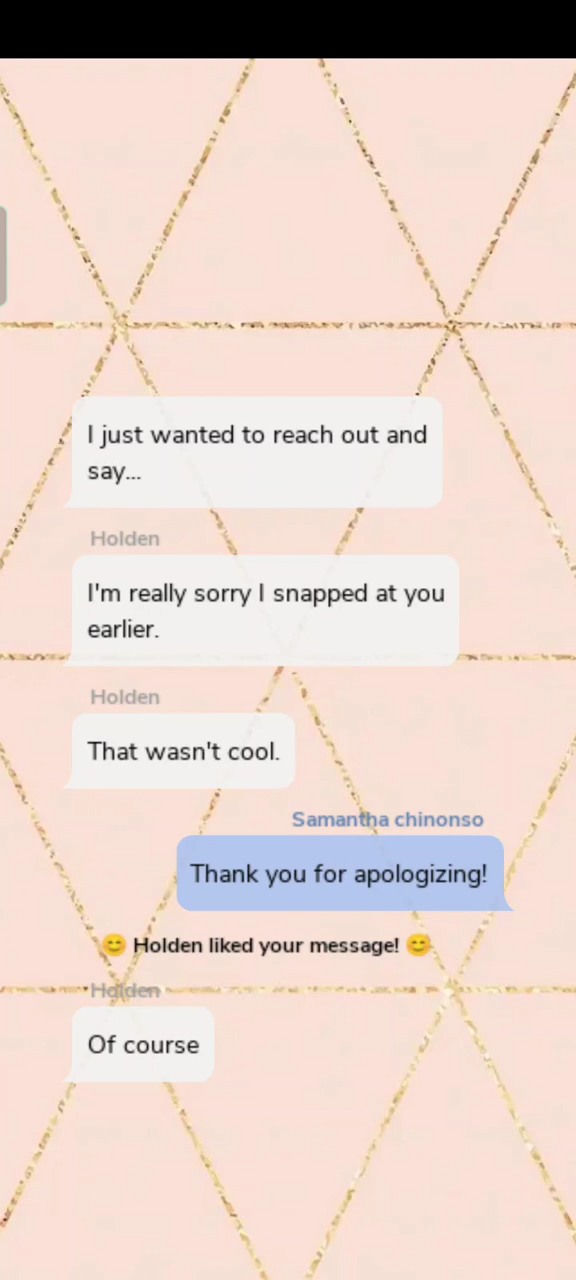 I just wanted to reach out and
say...
Holden
I'm really sorry I snapped at you
earlier.
Holden
That wasn't cool.
Samantha chinonso
Thank you for apologizing!
😊 Holden liked your message! 😊
Holden
Of course